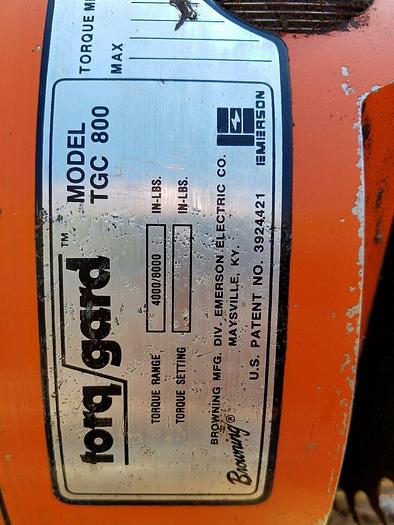 TORQUE
MAX
torq/gard™
MODEL
TGC 800
TORQUE RANGE 4000/8000 IN-LBS.
TORQUE SETTING IN-LBS.
Browning®
BROWNING MFG. DIV. EMERSON ELECTRIC CO.
MAYSVILLE, KY.
U.S. PATENT NO. 3924421
EMERSON